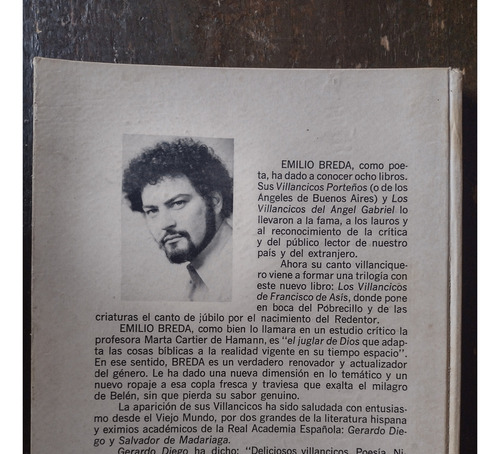 EMILIO BREDA, como poe-
ta, ha dado a conocer ocho libros.
Sus Villancicos Porteños (o de los
Angeles de Buenos Aires) y Los
Villancicos del Angel Gabriel lo
llevaron a la fama, a los lauros y
al reconocimiento de la crítica
y del público lector de nuestro
país y del extranjero.
Ahora su canto villancique-
ro viene a formar una trilogía con
este nuevo libro: Los Villancicos
de Francisco de Asís, donde pone
en boca del Pobrecillo y de las
criaturas el canto de júbilo por el nacimiento del Redentor.
EMILIO BREDA, como bien lo llamara en un estudio crítico la
profesora Marta Cartier de Hamann, es "el juglar de Dios que adap-
ta las cosas bíblicas a la realidad vigente en su tiempo espacio".
En ese sentido, BREDA es un verdadero renovador y actualizador
del género. Le ha dado una nueva dimensión en lo temático y un
nuevo ropaje a esa copla fresca y traviesa que exalta el milagro
de Belén, sin que pierda su sabor genuino.
La aparición de sus Villancicos ha sido saludada con entusias-
mo desde el Viejo Mundo, por dos grandes de la literatura hispana
y eximios académicos de la Real Academia Española: Gerardo Die-
go y Salvador de Madariaga.
Gerardo Diego ha dicho: "Deliciosos villancicos. Poesía. Ni-